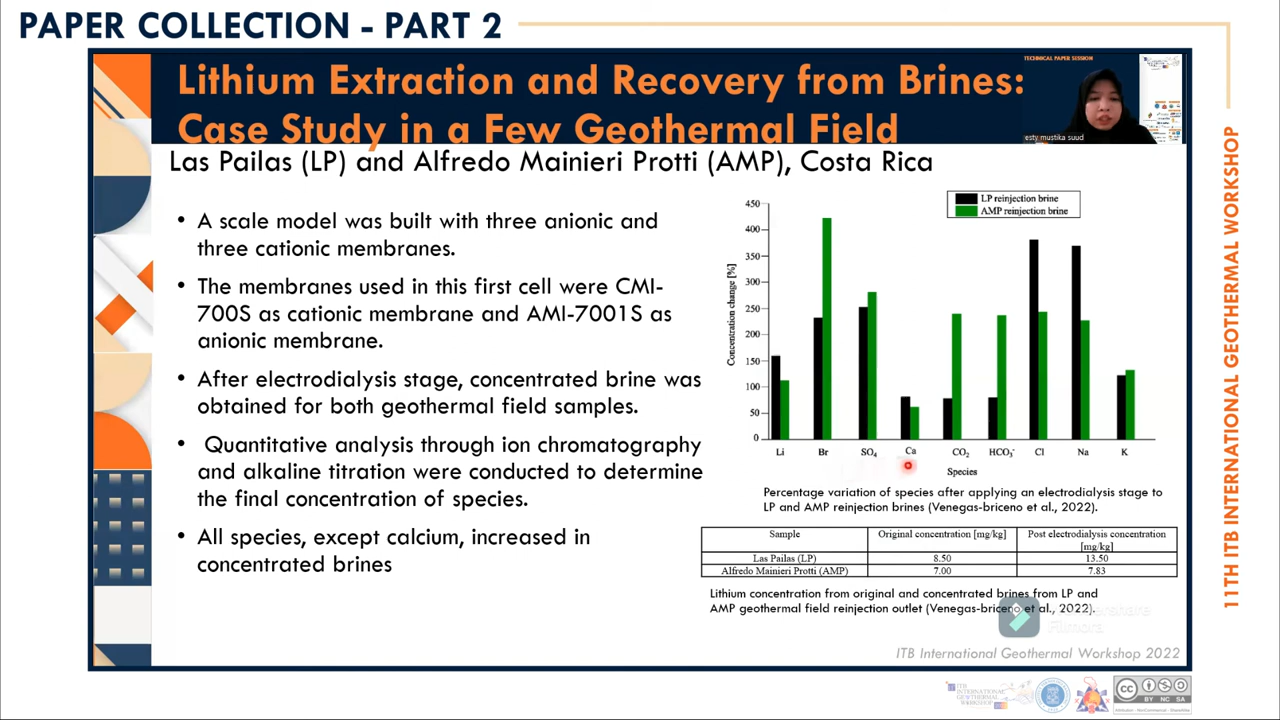 PAPER COLLECTION - PART 2
Lithium Extraction and Recovery from Brines:
Case Study in a Few Geothermal Field
TECHNICAL PAPER SESSION
esty mustika suud
Las Pailas (LP) and Alfredo Mainieri Protti (AMP), Costa Rica
• A scale model was built with three anionic and
three cationic membranes.
• The membranes used in this first cell were CMI-
700S as cationic membrane and AMI-7001S as
anionic membrane.
• After electrodialysis stage, concentrated brine was
obtained for both geothermal field samples.
• Quantitative analysis through ion chromatography
and alkaline titration were conducted to determine
the final concentration of species.
• All species, except calcium, increased in
concentrated brines
LP reinjection brine
AMP reinjection brine
Concentration change [%]
450
400
350
300
250
200
150
100
50
0
Li Br SO₄ Ca CO₂ HCO₃⁻ Cl Na K
Species
Percentage variation of species after applying an electrodialysis stage to
LP and AMP reinjection brines (Venegas-briceno et al., 2022).
Sample Original concentration [mg/kg] Post electrodialysis concentration
[mg/kg]
Las Pailas (LP) 8.50 13.50
Alfredo Mainieri Protti (AMP) 7.00 7.83
Lithium concentration from original and concentrated brines from LP and
AMP geothermal field reinjection outlet (Venegas-briceno et al., 2022).
Filmora
ITB International Geothermal Workshop 2022
11TH ITB INTERNATIONAL GEOTHERMAL WORKSHOP
ITB
INTERNATIONAL
GEOTHERMAL
WORKSHOP
CC
BY NC SA